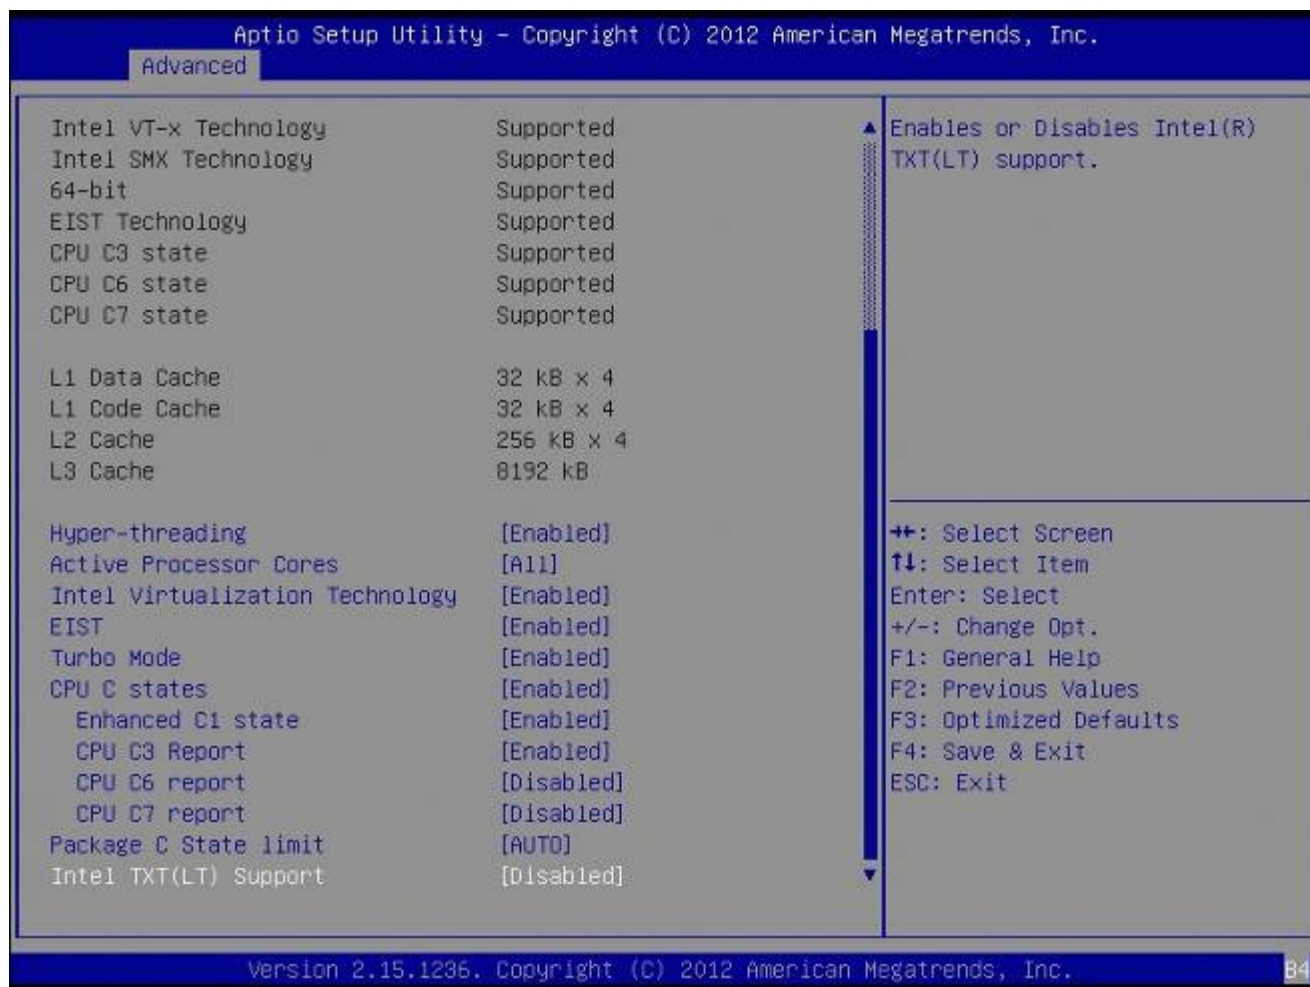 Aptio Setup Utility – Copyright (C) 2012 American Megatrends, Inc.
Advanced
Intel VT-x Technology Supported
Intel SMX Technology Supported
64-bit Supported
EIST Technology Supported
CPU C3 state Supported
CPU C6 state Supported
CPU C7 state Supported
L1 Data Cache 32 kB x 4
L1 Code Cache 32 kB x 4
L2 Cache 256 kB x 4
L3 Cache 8192 kB
Hyper-threading [Enabled]
Active Processor Cores [All]
Intel Virtualization Technology [Enabled]
EIST [Enabled]
Turbo Mode [Enabled]
CPU C states [Enabled]
Enhanced C1 state [Enabled]
CPU C3 Report [Enabled]
CPU C6 report [Disabled]
CPU C7 report [Disabled]
Package C State limit [AUTO]
Intel TXT(LT) Support [Disabled]
Enables or Disables Intel(R)
TXT(LT) support.
→←: Select Screen
↑↓: Select Item
Enter: Select
+/-: Change Opt.
F1: General Help
F2: Previous Values
F3: Optimized Defaults
F4: Save & Exit
ESC: Exit
Version 2.15.1236. Copyright (C) 2012 American Megatrends, Inc.
B4